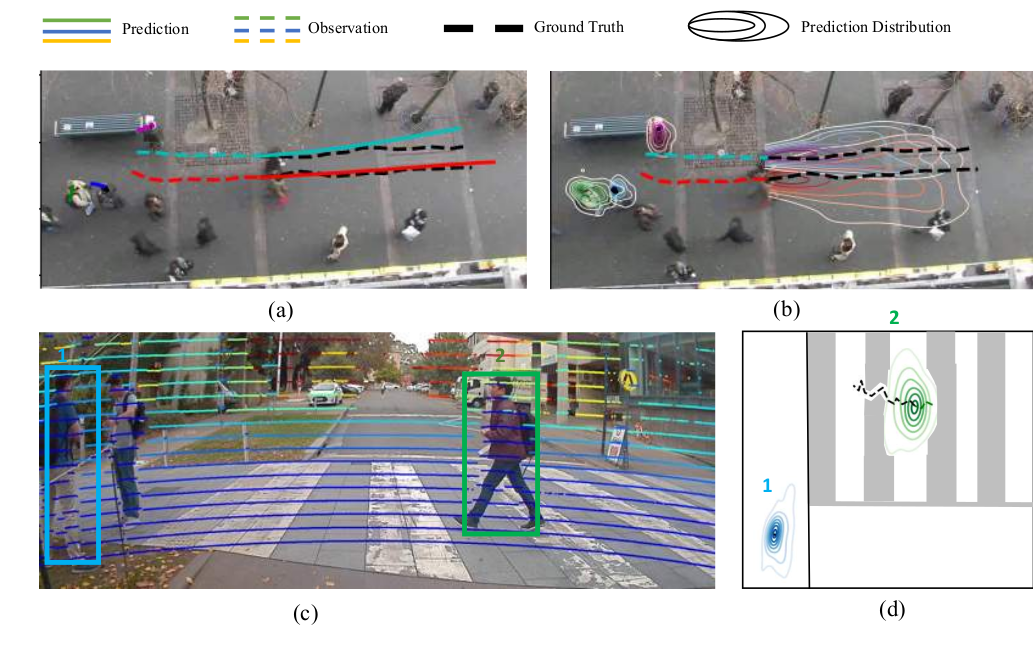 Prediction
Observation
Ground Truth
Prediction Distribution
(a)
(b)
1
2
2
1
(c)
(d)